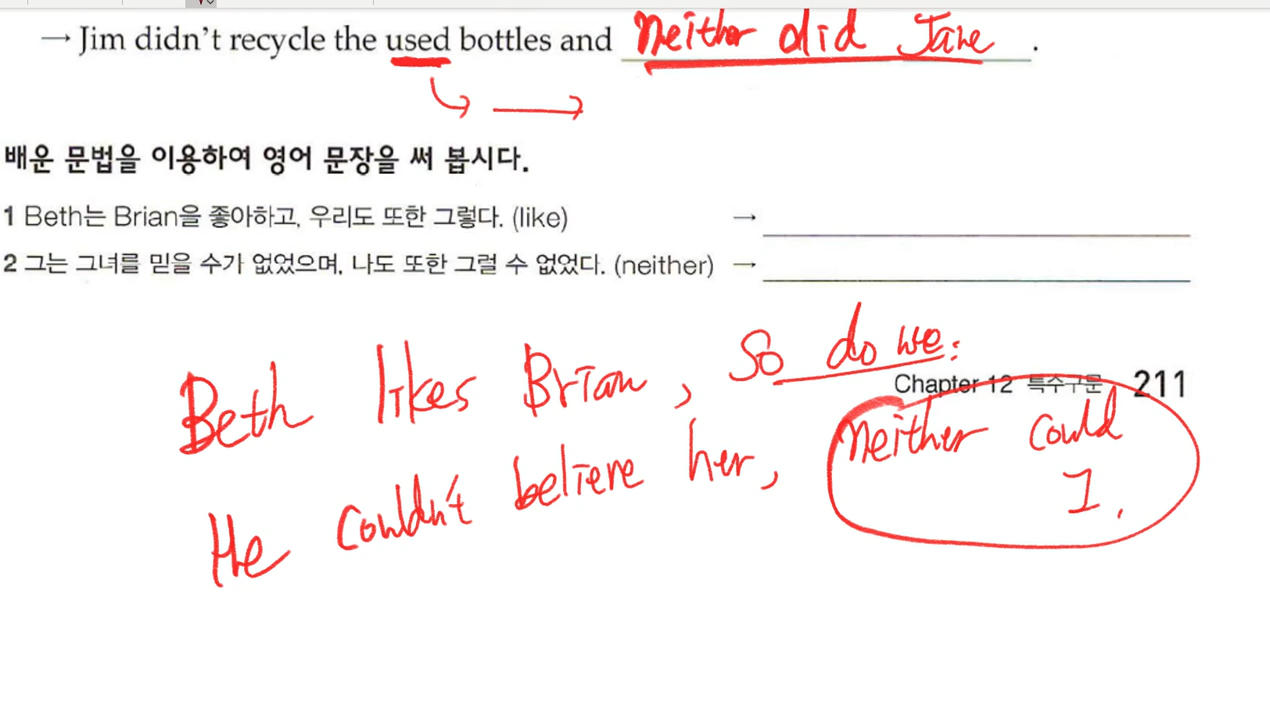 → Jim didn't recycle the used bottles and neither did Jane.
배운 문법을 이용하여 영어 문장을 써 봅시다.
1 Beth는 Brian을 좋아하고, 우리도 또한 그렇다. (like) →
2 그는 그녀를 믿을 수가 없었으며, 나도 또한 그럴 수 없었다. (neither) →
Beth likes Brian, so do we.
Chapter 12 특수구문 211
He couldn't believe her, neither could
I.